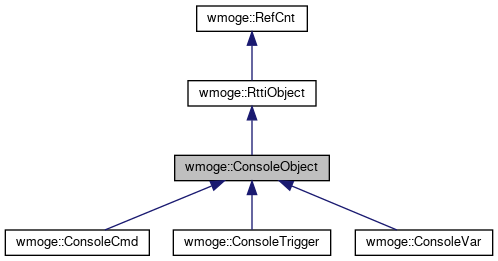 wmoge::RefCnt
wmoge::RttiObject
wmoge::ConsoleObject
wmoge::ConsoleCmd
wmoge::ConsoleTrigger
wmoge::ConsoleVar